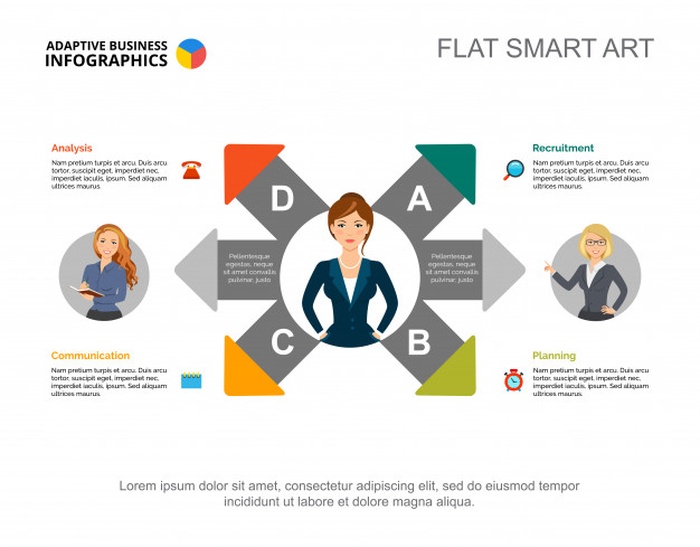 ADAPTIVE BUSINESS
INFOGRAPHICS
FLAT SMART ART
Analysis
Nam pretium turpis et arcu. Duis arcu
tortor, suscipit eget, imperdiet nec,
imperdiet iaculis, ipsum. Sed aliquam
ultrices mauris.
Recruitment
Nam pretium turpis et arcu. Duis arcu
tortor, suscipit eget, imperdiet nec,
imperdiet iaculis, ipsum. Sed aliquam
ultrices mauris.
D
A
Pellentesque
egestas, neque
sit amet convallis
pulvinar, justo
Pellentesque
egestas, neque
sit amet convallis
pulvinar, justo
C
B
Communication
Nam pretium turpis et arcu. Duis arcu
tortor, suscipit eget, imperdiet nec,
imperdiet iaculis, ipsum. Sed aliquam
ultrices mauris.
Planning
Nam pretium turpis et arcu. Duis arcu
tortor, suscipit eget, imperdiet nec,
imperdiet iaculis, ipsum. Sed aliquam
ultrices mauris.
Lorem ipsum dolor sit amet, consectetur adipiscing elit, sed do eiusmod tempor
incididunt ut labore et dolore magna aliqua.